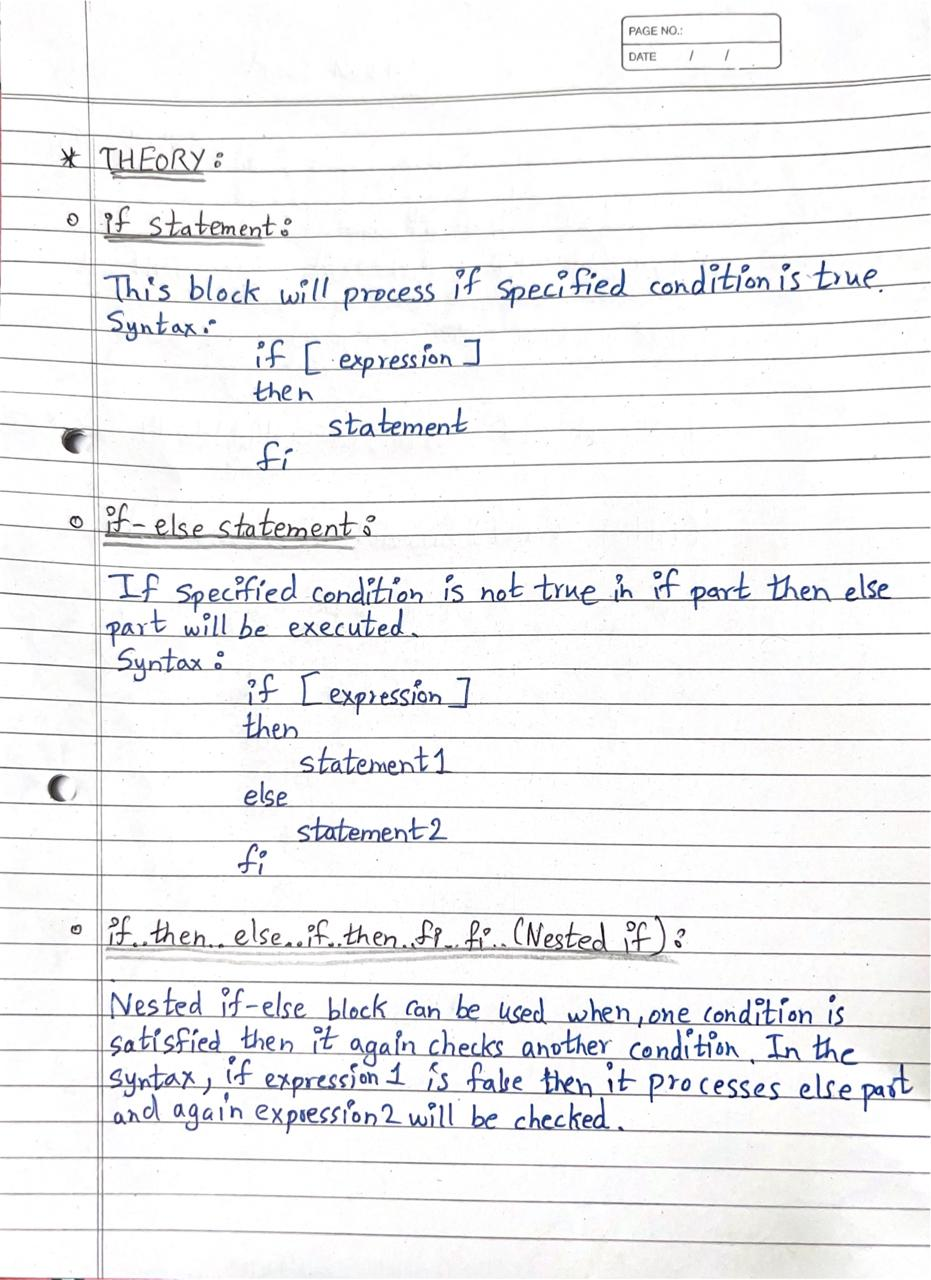 PAGE NO.:
DATE / /
* THEORY:
o if statement:
This block will process if specified condition is true.
Syntax:
if [ expression ]
then
statement
fi
o if-else statement:
If specified condition is not true in if part then else
part will be executed.
Syntax:
if [ expression ]
then
statement1
else
statement2
fi
o if..then..else..if..then..fi..fi..(Nested if):
Nested if-else block can be used when, one condition is
satisfied then it again checks another condition. In the
syntax, if expression1 is false then it processes else part
and again expression2 will be checked.